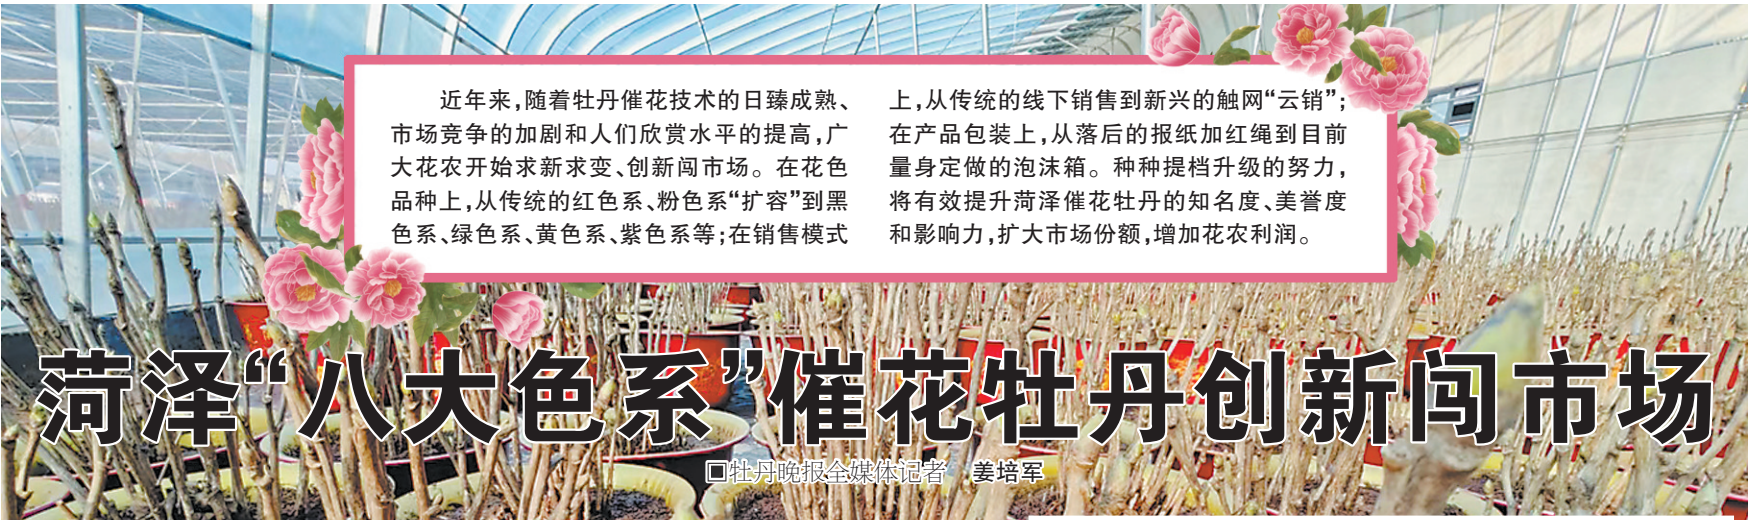 近年来，随着牡丹催花技术的日臻成熟、
市场竞争的加剧和人们欣赏水平的提高，广
大花农开始求新求变、创新闯市场。在花色
品种上，从传统的红色系、粉色系“扩容”到黑
色系、绿色系、黄色系、紫色系等；在销售模式
上，从传统的线下销售到新兴的触网“云销”；
在产品包装上，从落后的报纸加红绳到目前
量身定做的泡沫箱。种种提档升级的努力，
将有效提升菏泽催花牡丹的知名度、美誉度
和影响力，扩大市场份额，增加花农利润。
菏泽“八大色系”催花牡丹创新闯市场
□牡丹晚报全媒体记者 姜培军